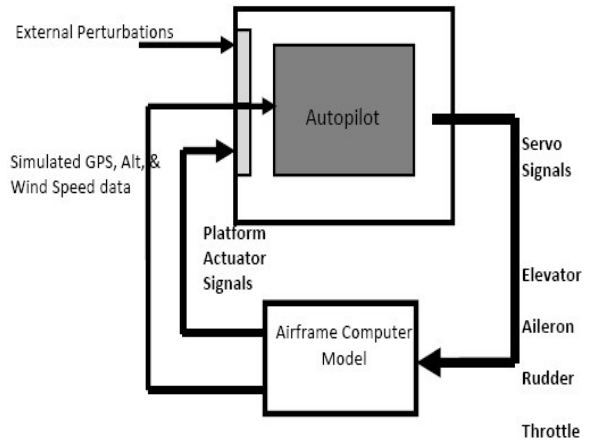 External Perturbations
Autopilot
Simulated GPS, Alt, &
Wind Speed data
Servo
Signals
Platform
Actuator
Signals
Elevator
Airframe Computer
Model
Aileron
Rudder
Throttle